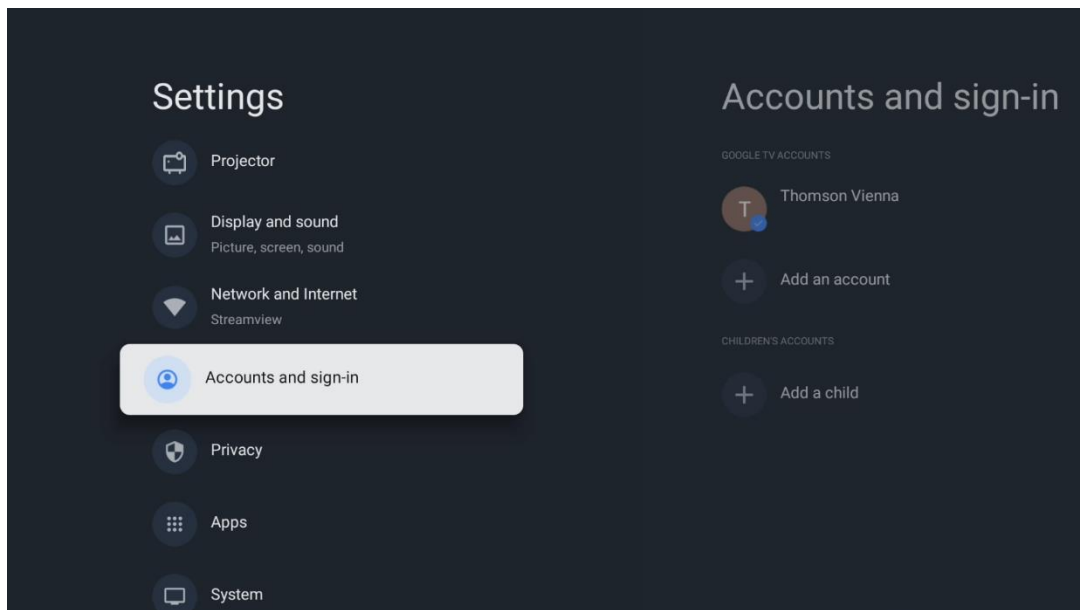 Settings
Projector
Display and sound
Picture, screen, sound
Network and Internet
Streamview
Accounts and sign-in
Privacy
Apps
System
Accounts and sign-in
GOOGLE TV ACCOUNTS
T
Thomson Vienna
Add an account
CHILDREN'S ACCOUNTS
Add a child